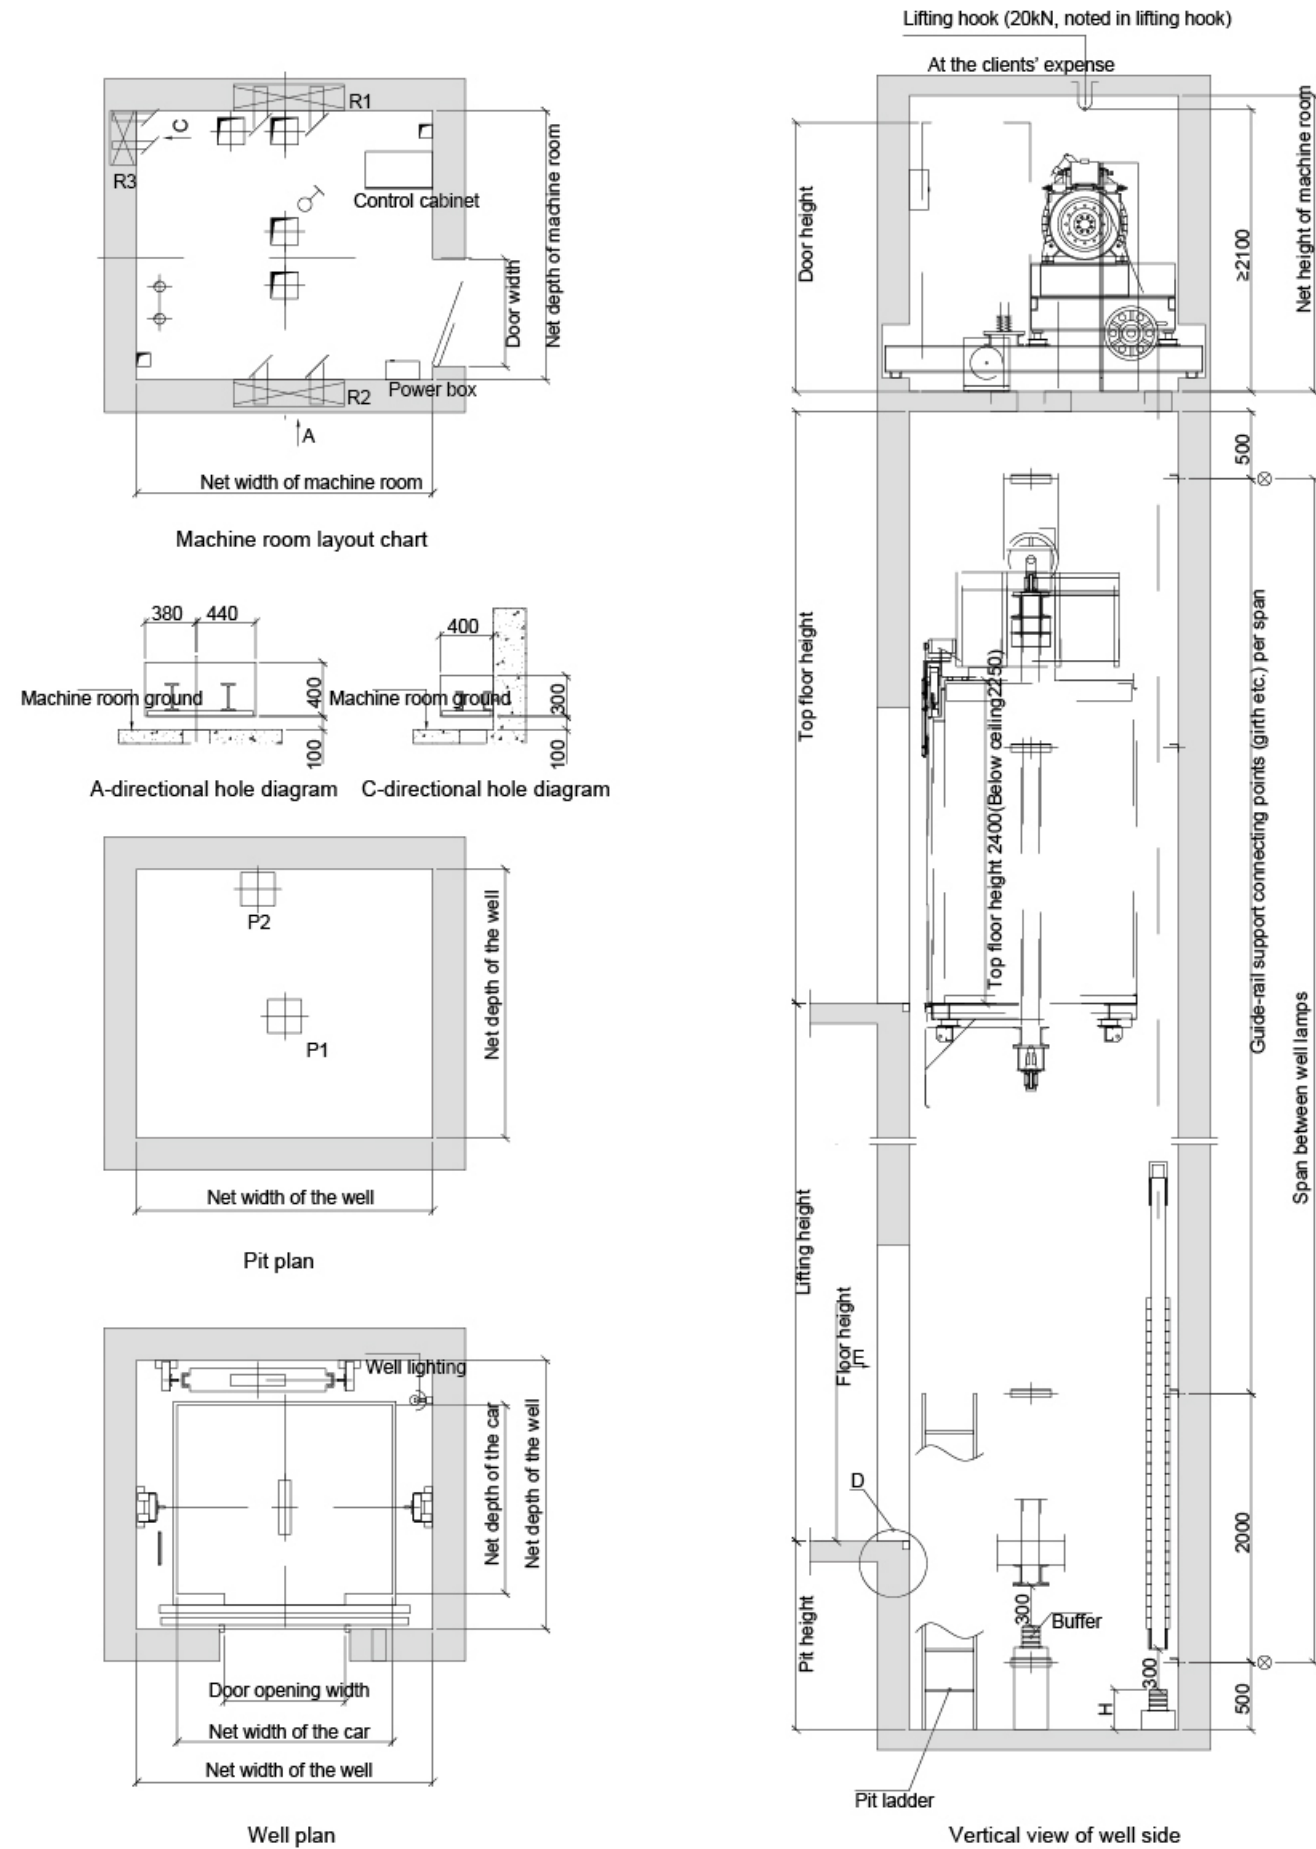 Lifting hook (20kN, noted in lifting hook)
At the clients' expense
R1
C
R3
Control cabinet
Net depth of machine room
Door width
Power box
R2
A
Net width of machine room
Machine room layout chart
380
440
Machine room ground
400
100
A-directional hole diagram
400
Machine room ground
300
100
C-directional hole diagram
P2
P1
Net depth of the well
Net width of the well
Pit plan
Well lighting
Net depth of the car
Net depth of the well
Door opening width
Net width of the car
Net width of the well
Well plan
Door height
≥2100
Net height of machine room
500
Top floor height
Top floor height 2400(Below ceiling2250)
Guide-rail support connecting points (girth etc.) per span
Span between well lamps
Lifting height
Floor height
E
D
2000
Pit height
300
Buffer
300
H
500
Pit ladder
Vertical view of well side